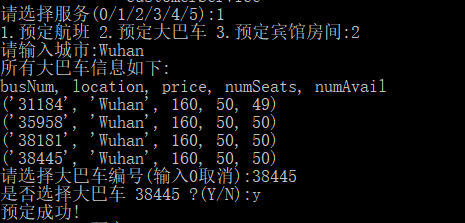 请选择服务(0/1/2/3/4/5):1
1.预定航班 2.预定大巴车 3.预定宾馆房间:2
请输入城市:Wuhan
所有大巴车信息如下:
busNum, location, price, numSeats, numAvail
('31184', 'Wuhan', 160, 50, 49)
('35958', 'Wuhan', 160, 50, 50)
('38181', 'Wuhan', 160, 50, 50)
('38445', 'Wuhan', 160, 50, 50)
请选择大巴车编号(输入0取消):38445
是否选择大巴车 38445 ?(Y/N):y
预定成功!